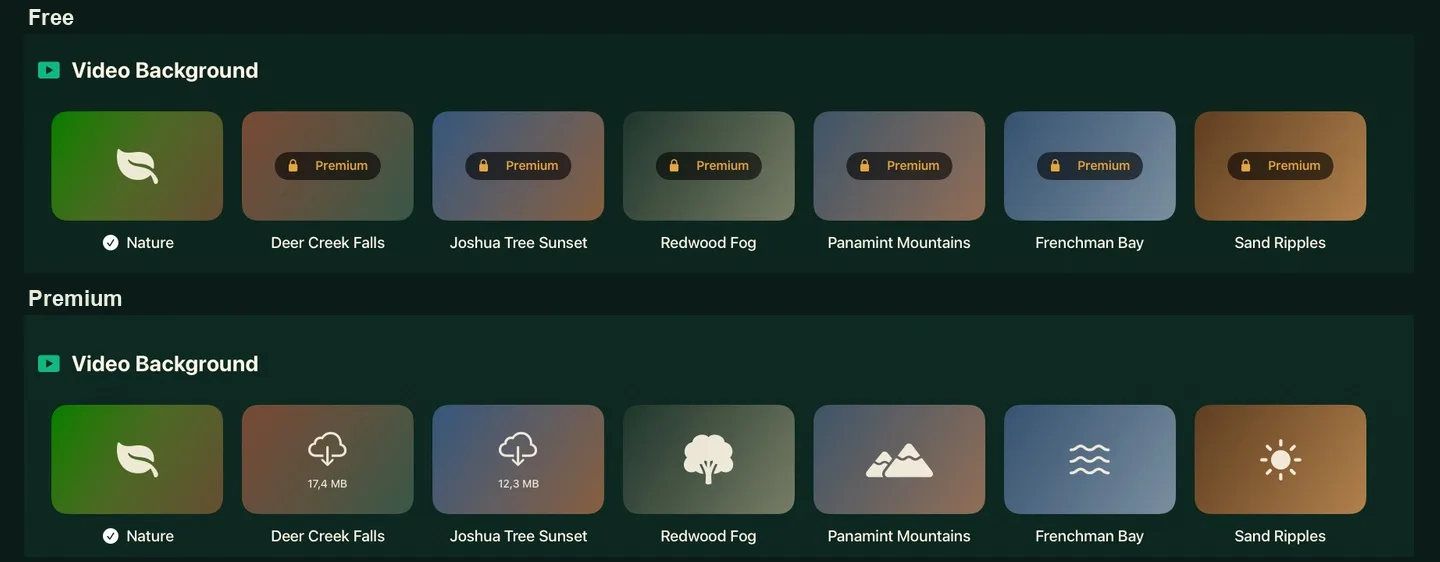 Free
Video Background
Premium Premium Premium Premium Premium Premium
Nature Deer Creek Falls Joshua Tree Sunset Redwood Fog Panamint Mountains Frenchman Bay Sand Ripples
Premium
Video Background
17,4 MB 12,3 MB
Nature Deer Creek Falls Joshua Tree Sunset Redwood Fog Panamint Mountains Frenchman Bay Sand Ripples